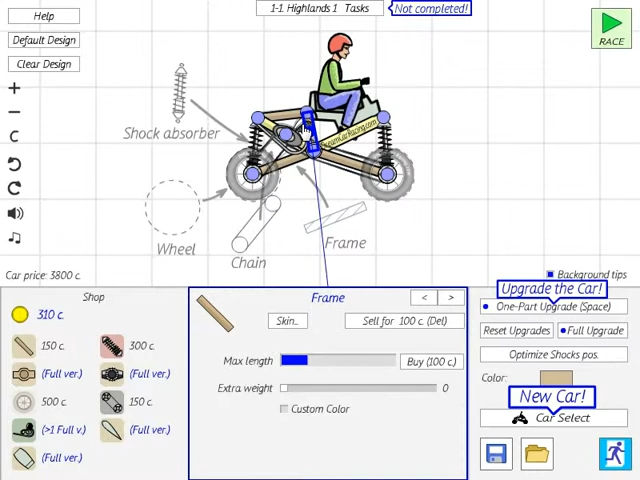 Help
1-1. Highlands 1 Tasks
Not completed!
Default Design
Clear Design
RACE
Shock absorber
DreamCarRacing.com
Wheel
Chain
Frame
Car price: 3800 c.
Background tips
Shop
310 c.
150 c.
300 c.
(Full ver.)
(Full ver.)
500 c.
150 c.
(>1 Full v.)
(Full ver.)
(Full ver.)
Frame
<
>
Skin..
Sell for 100 c. (Del)
Max length
Buy (100 c.)
Extra weight
0
Custom Color
Upgrade the Car!
One-Part Upgrade (Space)
Reset Upgrades
Full Upgrade
Optimize Shocks pos.
Color:
New Car!
Car Select